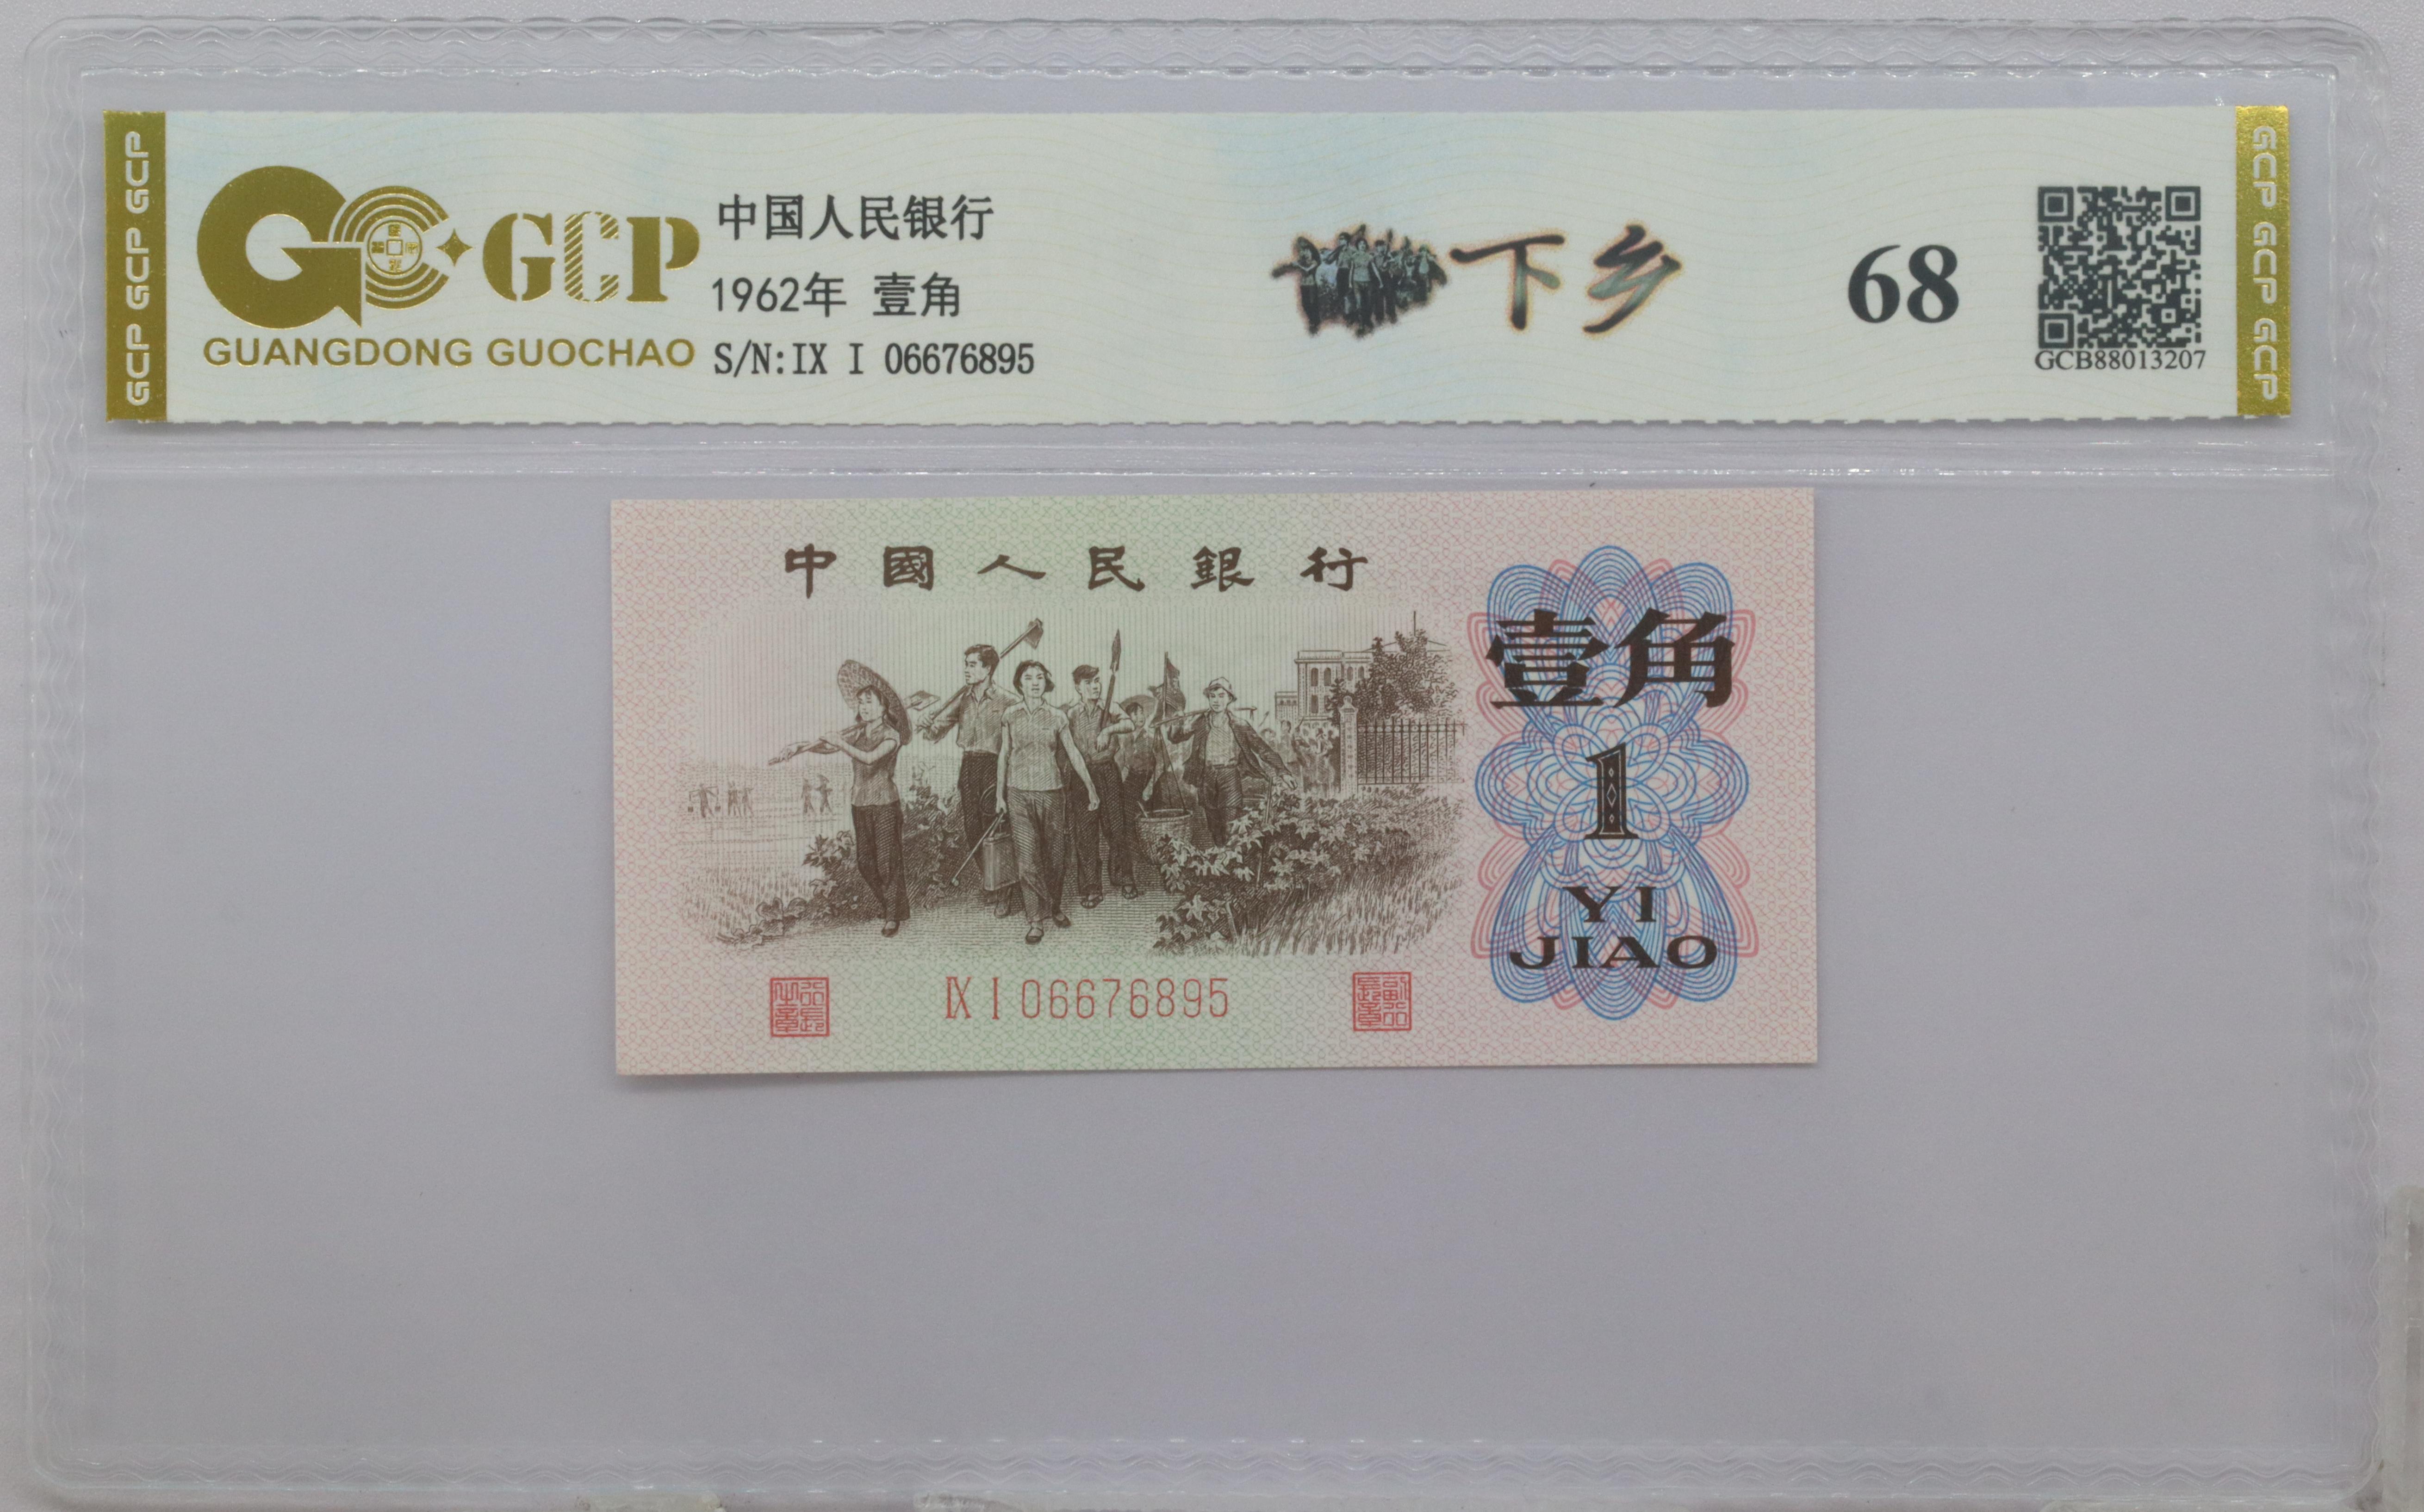 GCP GCP GCP
GCP
GUANGDONG GUOCHAO
中国人民银行
1962年 壹角
S/N:IX I 06676895
下乡
68
GCB88013207
GCP GCP GCP
中國人民銀行
壹角
1
YI
JIAO
IX I 06676895